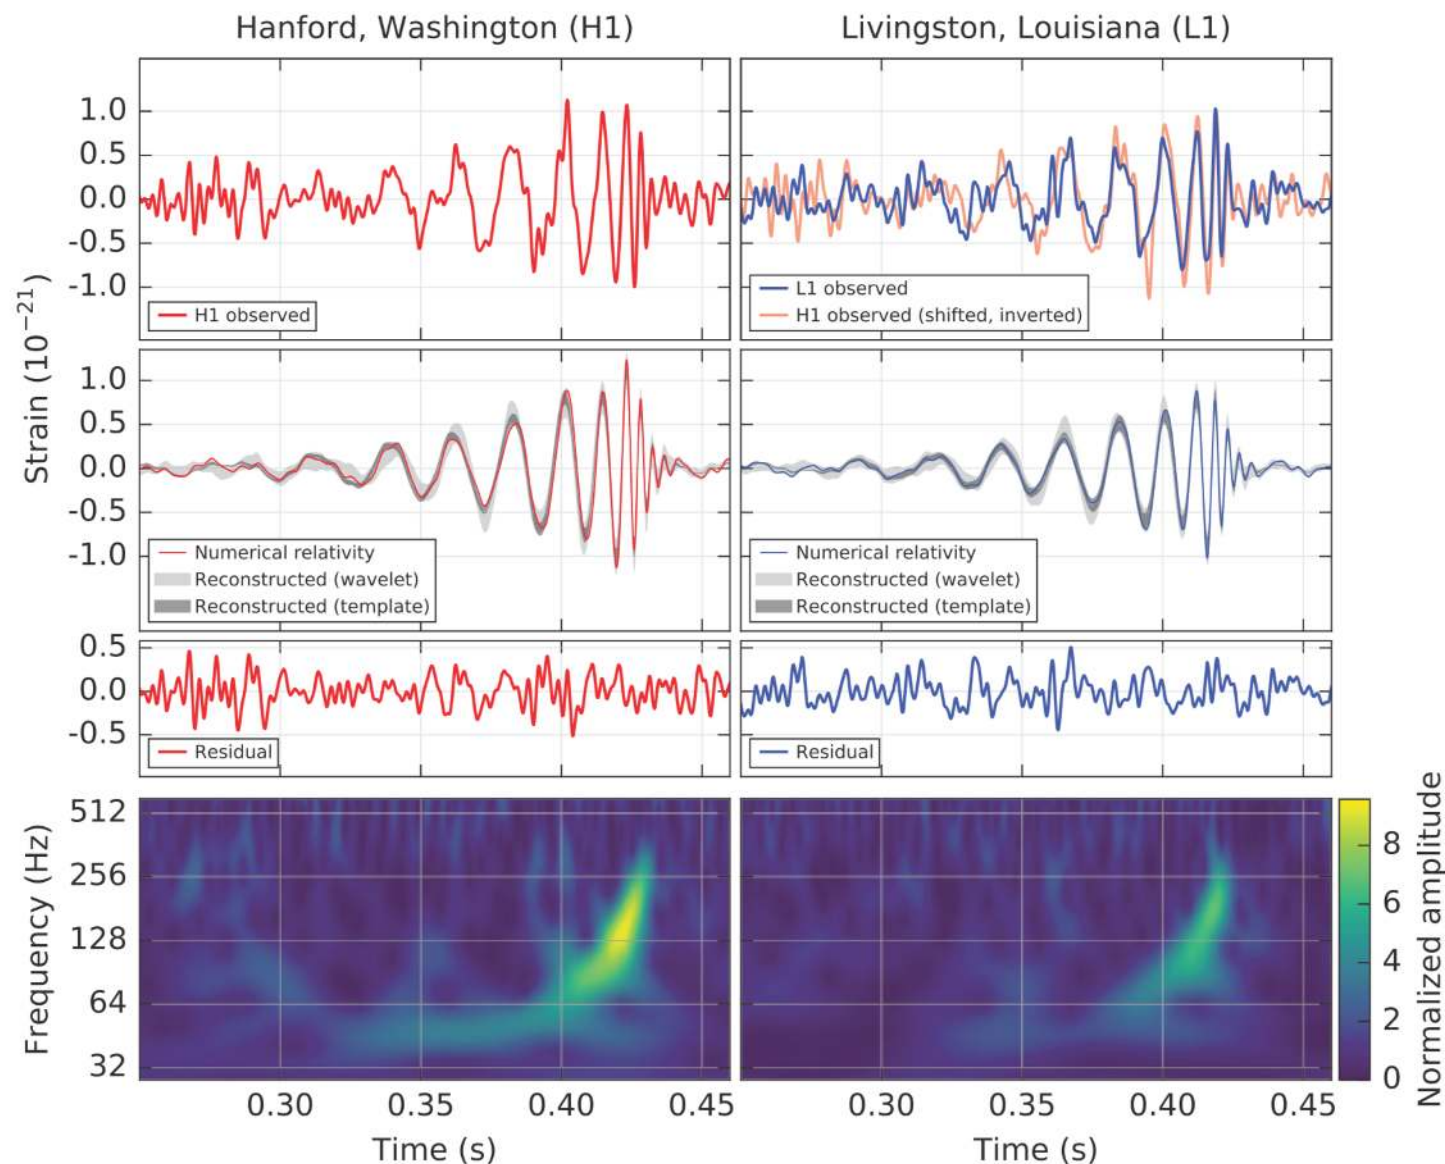 Hanford, Washington (H1)
Livingston, Louisiana (L1)
Strain (10⁻²¹)
1.0
0.5
0.0
-0.5
-1.0
H1 observed
L1 observed
H1 observed (shifted, inverted)
1.0
0.5
0.0
-0.5
-1.0
Numerical relativity
Reconstructed (wavelet)
Reconstructed (template)
Numerical relativity
Reconstructed (wavelet)
Reconstructed (template)
0.5
0.0
-0.5
Residual
Residual
Frequency (Hz)
512
256
128
64
32
Normalized amplitude
8
6
4
2
0
0.30 0.35 0.40 0.45
0.30 0.35 0.40 0.45
Time (s)
Time (s)